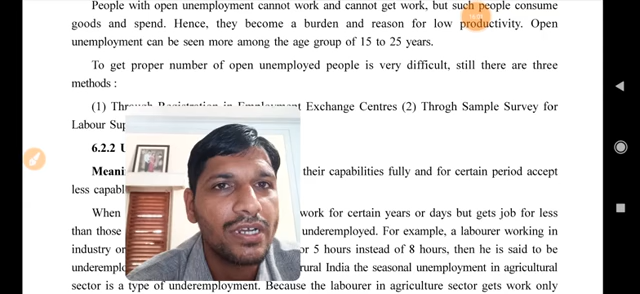 People with open unemployment cannot work and cannot get work, but such people consume
goods and spend. Hence, they become a burden and reason for low productivity. Open
unemployment can be seen more among the age group of 15 to 25 years.
To get proper number of open unemployed people is very difficult, still there are three
methods :
(1) Through Registration in Employment Exchange Centres (2) Throgh Sample Survey for
Labour Sup
6.2.2 U
Meani their capabilities fully and for certain period accept
less capabl
When work for certain years or days but gets job for less
than those underemployed. For example, a labourer working in
industry or or 5 hours instead of 8 hours, then he is said to be
underemplo rural India the seasonal unemployment in agricultural
sector is a type of underemployment. Because the labourer in agriculture sector gets work only